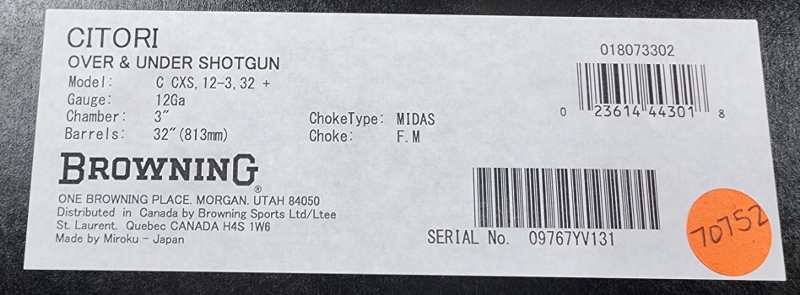 CITORI
OVER & UNDER SHOTGUN
Model: C CXS, 12-3, 32 +
Gauge: 12Ga
Chamber: 3"
Barrels: 32"(813mm)
ChokeType: MIDAS
Choke: F.M
018073302
0 23614 44301 8
BROWNING®
ONE BROWNING PLACE. MORGAN. UTAH 84050
Distributed in Canada by Browning Sports Ltd/Ltee
St. Laurent. Quebec CANADA H4S 1W6
Made by Miroku - Japan
SERIAL No. 09767YV131
70752